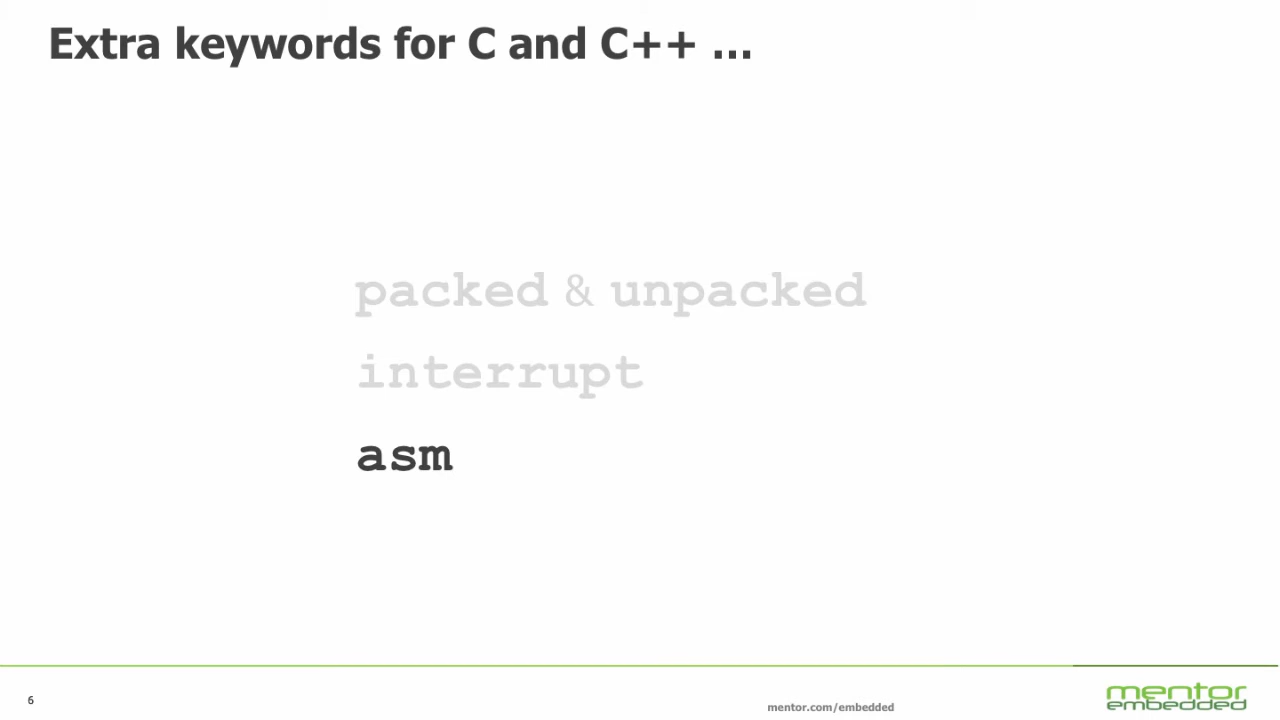 Extra keywords for C and C++ ...
packed & unpacked
interrupt
asm
6
mentor.com/embedded
mentor
embedded